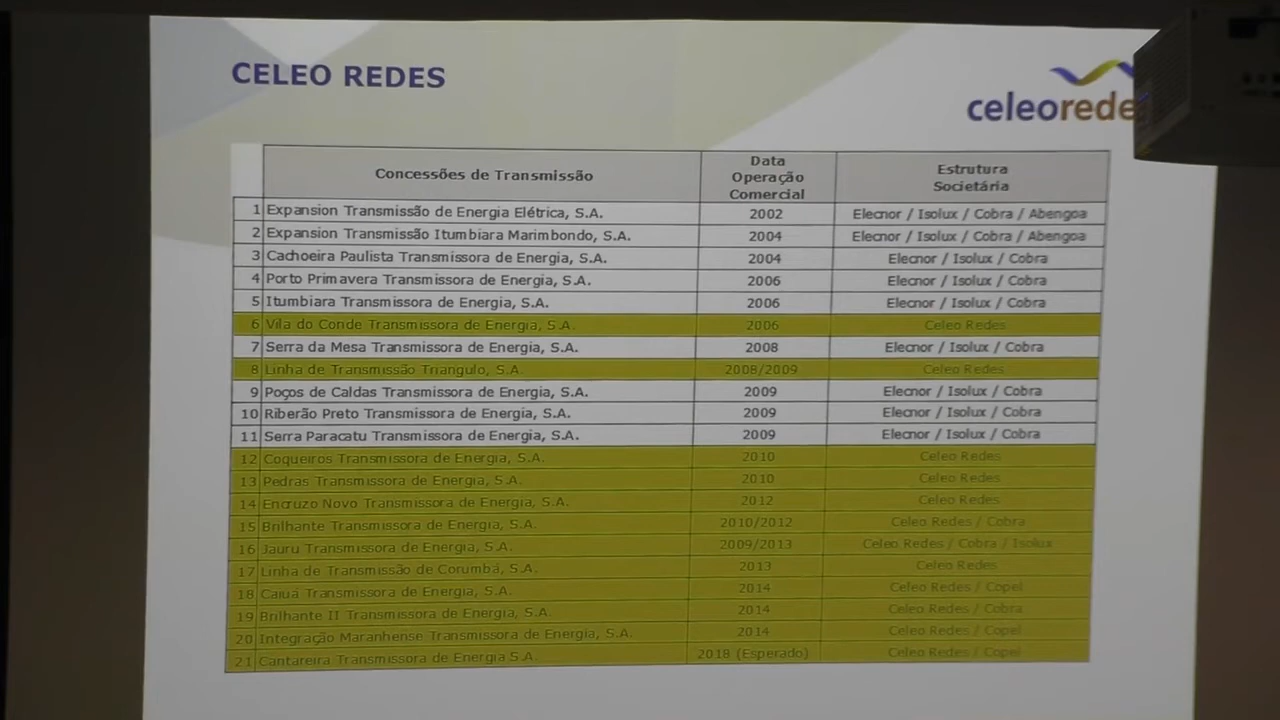 CELEO REDES
celeorede
Concessões de Transmissão Data Operação Comercial Estrutura Societária
1 Expansion Transmissão de Energia Elétrica, S.A. 2002 Elecnor / Isolux / Cobra / Abengoa
2 Expansion Transmissão Itumbiara Marimbondo, S.A. 2004 Elecnor / Isolux / Cobra / Abengoa
3 Cachoeira Paulista Transmissora de Energia, S.A. 2004 Elecnor / Isolux / Cobra
4 Porto Primavera Transmissora de Energia, S.A. 2006 Elecnor / Isolux / Cobra
5 Itumbiara Transmissora de Energia, S.A. 2006 Elecnor / Isolux / Cobra
6 Vila do Conde Transmissora de Energia, S.A. 2006 Celeo Redes
7 Serra da Mesa Transmissora de Energia, S.A. 2008 Elecnor / Isolux / Cobra
8 Linha de Transmissão Triangulo, S.A. 2008/2009 Celeo Redes
9 Poços de Caldas Transmissora de Energia, S.A. 2009 Elecnor / Isolux / Cobra
10 Riberão Preto Transmissora de Energia, S.A. 2009 Elecnor / Isolux / Cobra
11 Serra Paracatu Transmissora de Energia, S.A. 2009 Elecnor / Isolux / Cobra
12 Coqueiros Transmissora de Energia, S.A. 2010 Celeo Redes
13 Pedras Transmissora de Energia, S.A. 2010 Celeo Redes
14 Encruzo Novo Transmissora de Energia, S.A. 2012 Celeo Redes
15 Brilhante Transmissora de Energia, S.A. 2010/2012 Celeo Redes / Cobra
16 Jauru Transmissora de Energia, S.A. 2009/2013 Celeo Redes / Cobra / Isolux
17 Linha de Transmissão de Corumbá, S.A. 2013 Celeo Redes
18 Caiuá Transmissora de Energia, S.A. 2014 Celeo Redes / Copel
19 Brilhante II Transmissora de Energia, S.A. 2014 Celeo Redes / Cobra
20 Integração Maranhense Transmissora de Energia, S.A. 2014 Celeo Redes / Copel
21 Cantareira Transmissora de Energia S.A. 2018 (Esperado) Celeo Redes / Copel